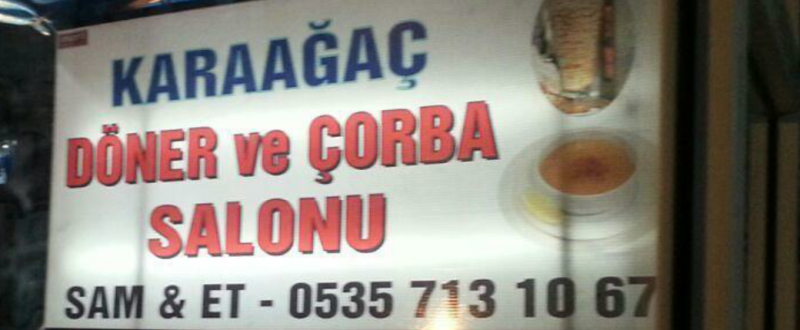 KARAAĞAÇ
DÖNER ve ÇORBA
SALONU
SAM & ET - 0535 713 10 67